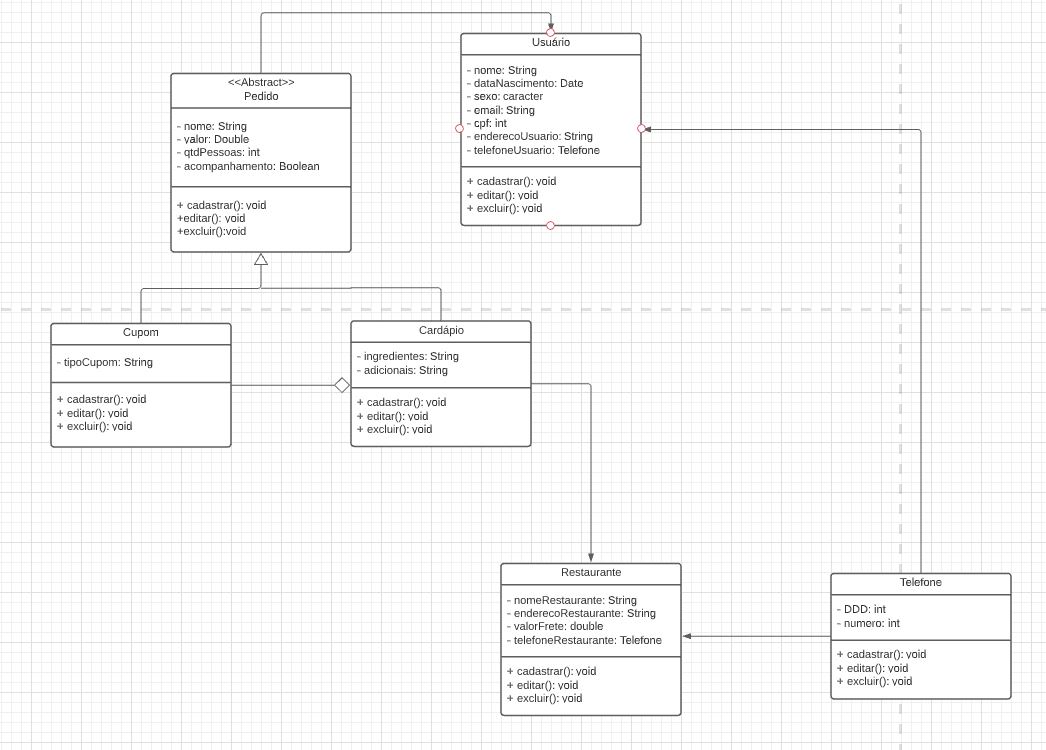 <<Abstract>>
Pedido
- nome: String
- valor: Double
- qtdPessoas: int
- acompanhamento: Boolean
+ cadastrar(): void
+editar(): void
+excluir():void
Usuário
- nome: String
- dataNascimento: Date
- sexo: caracter
- email: String
- cpf: int
- enderecoUsuario: String
- telefoneUsuario: Telefone
+ cadastrar(): void
+ editar(): void
+ excluir(): void
Cupom
- tipoCupom: String
+ cadastrar(): void
+ editar(): void
+ excluir(): void
Cardápio
- ingredientes: String
- adicionais: String
+ cadastrar(): void
+ editar(): void
+ excluir(): void
Restaurante
- nomeRestaurante: String
- enderecoRestaurante: String
- valorFrete: double
- telefoneRestaurante: Telefone
+ cadastrar(): void
+ editar(): void
+ excluir(): void
Telefone
- DDD: int
- numero: int
+ cadastrar(): void
+ editar(): void
+ excluir(): void